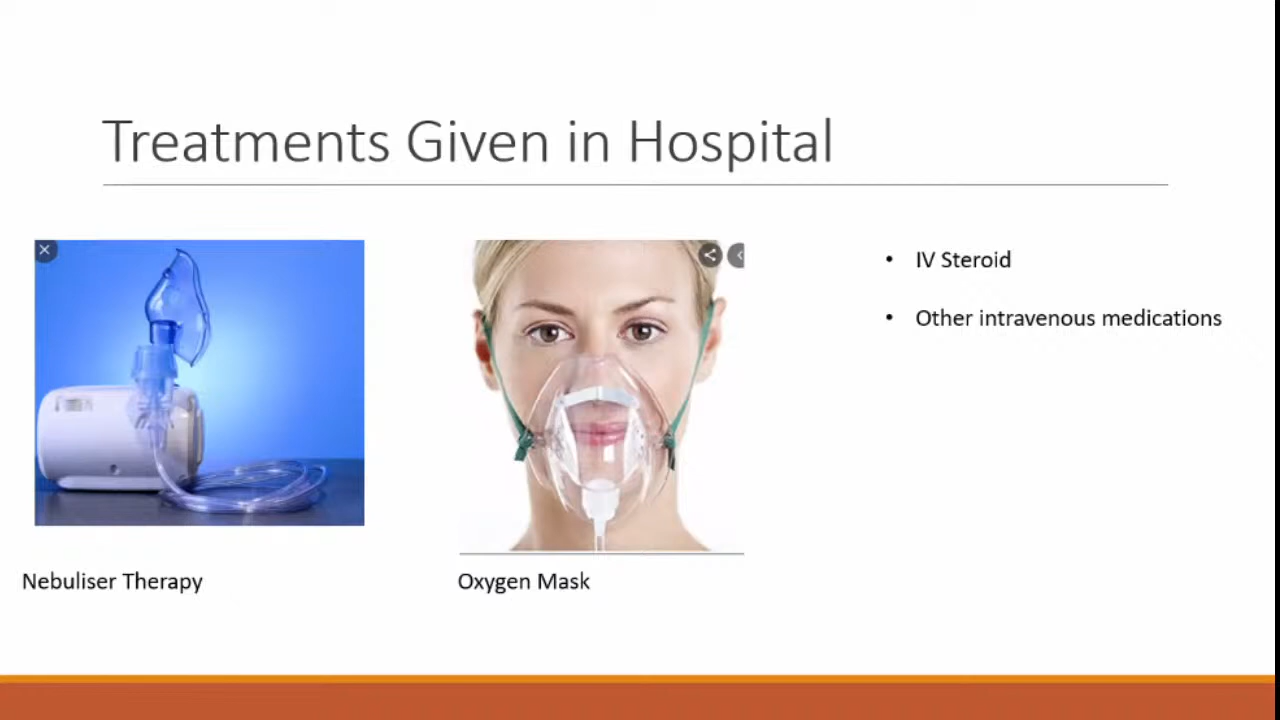 Treatments Given in Hospital
• IV Steroid
• Other intravenous medications
Nebuliser Therapy
Oxygen Mask